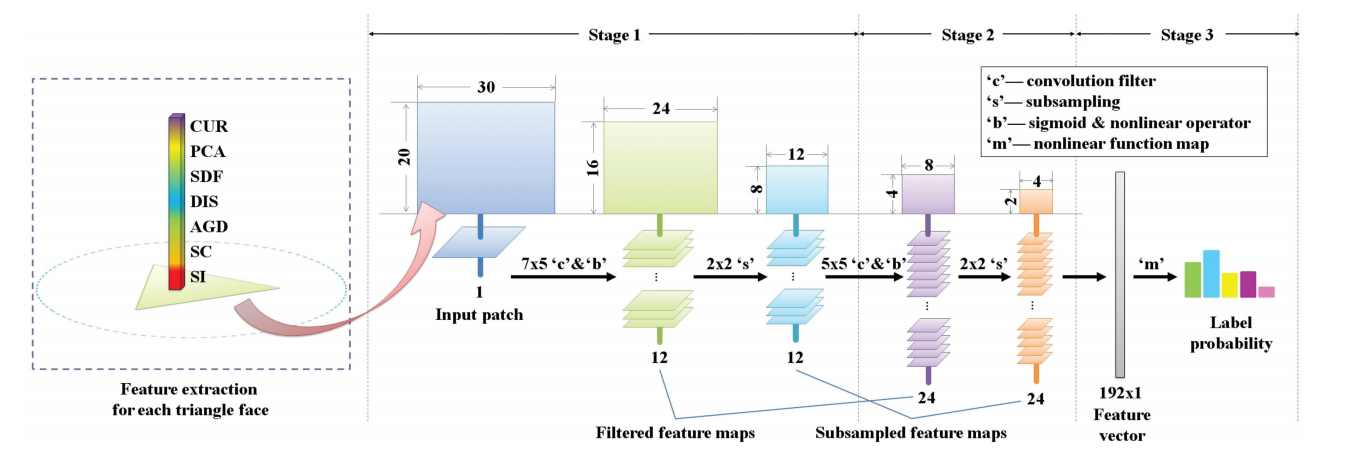 Stage 1
Stage 2
Stage 3
‘c’— convolution filter
‘s’— subsampling
‘b’— sigmoid & nonlinear operator
‘m’— nonlinear function map
CUR
PCA
SDF
DIS
AGD
SC
SI
Feature extraction
for each triangle face
30
20
1
Input patch
7x5 ‘c’&‘b’
24
16
12
2x2 ‘s’
12
8
12
5x5 ‘c’&‘b’
8
4
24
2x2 ‘s’
4
2
24
Filtered feature maps
Subsampled feature maps
192x1
Feature
vector
‘m’
Label
probability